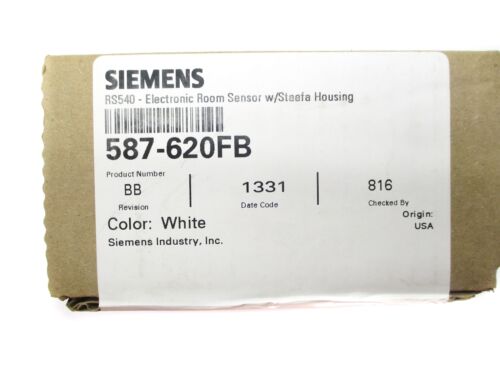 SIEMENS
RS540 - Electronic Room Sensor w/Staefa Housing
587-620FB
Product Number
BB 1331 816
Revision Date Code Checked By
Origin:
Color: White USA
Siemens Industry, Inc.